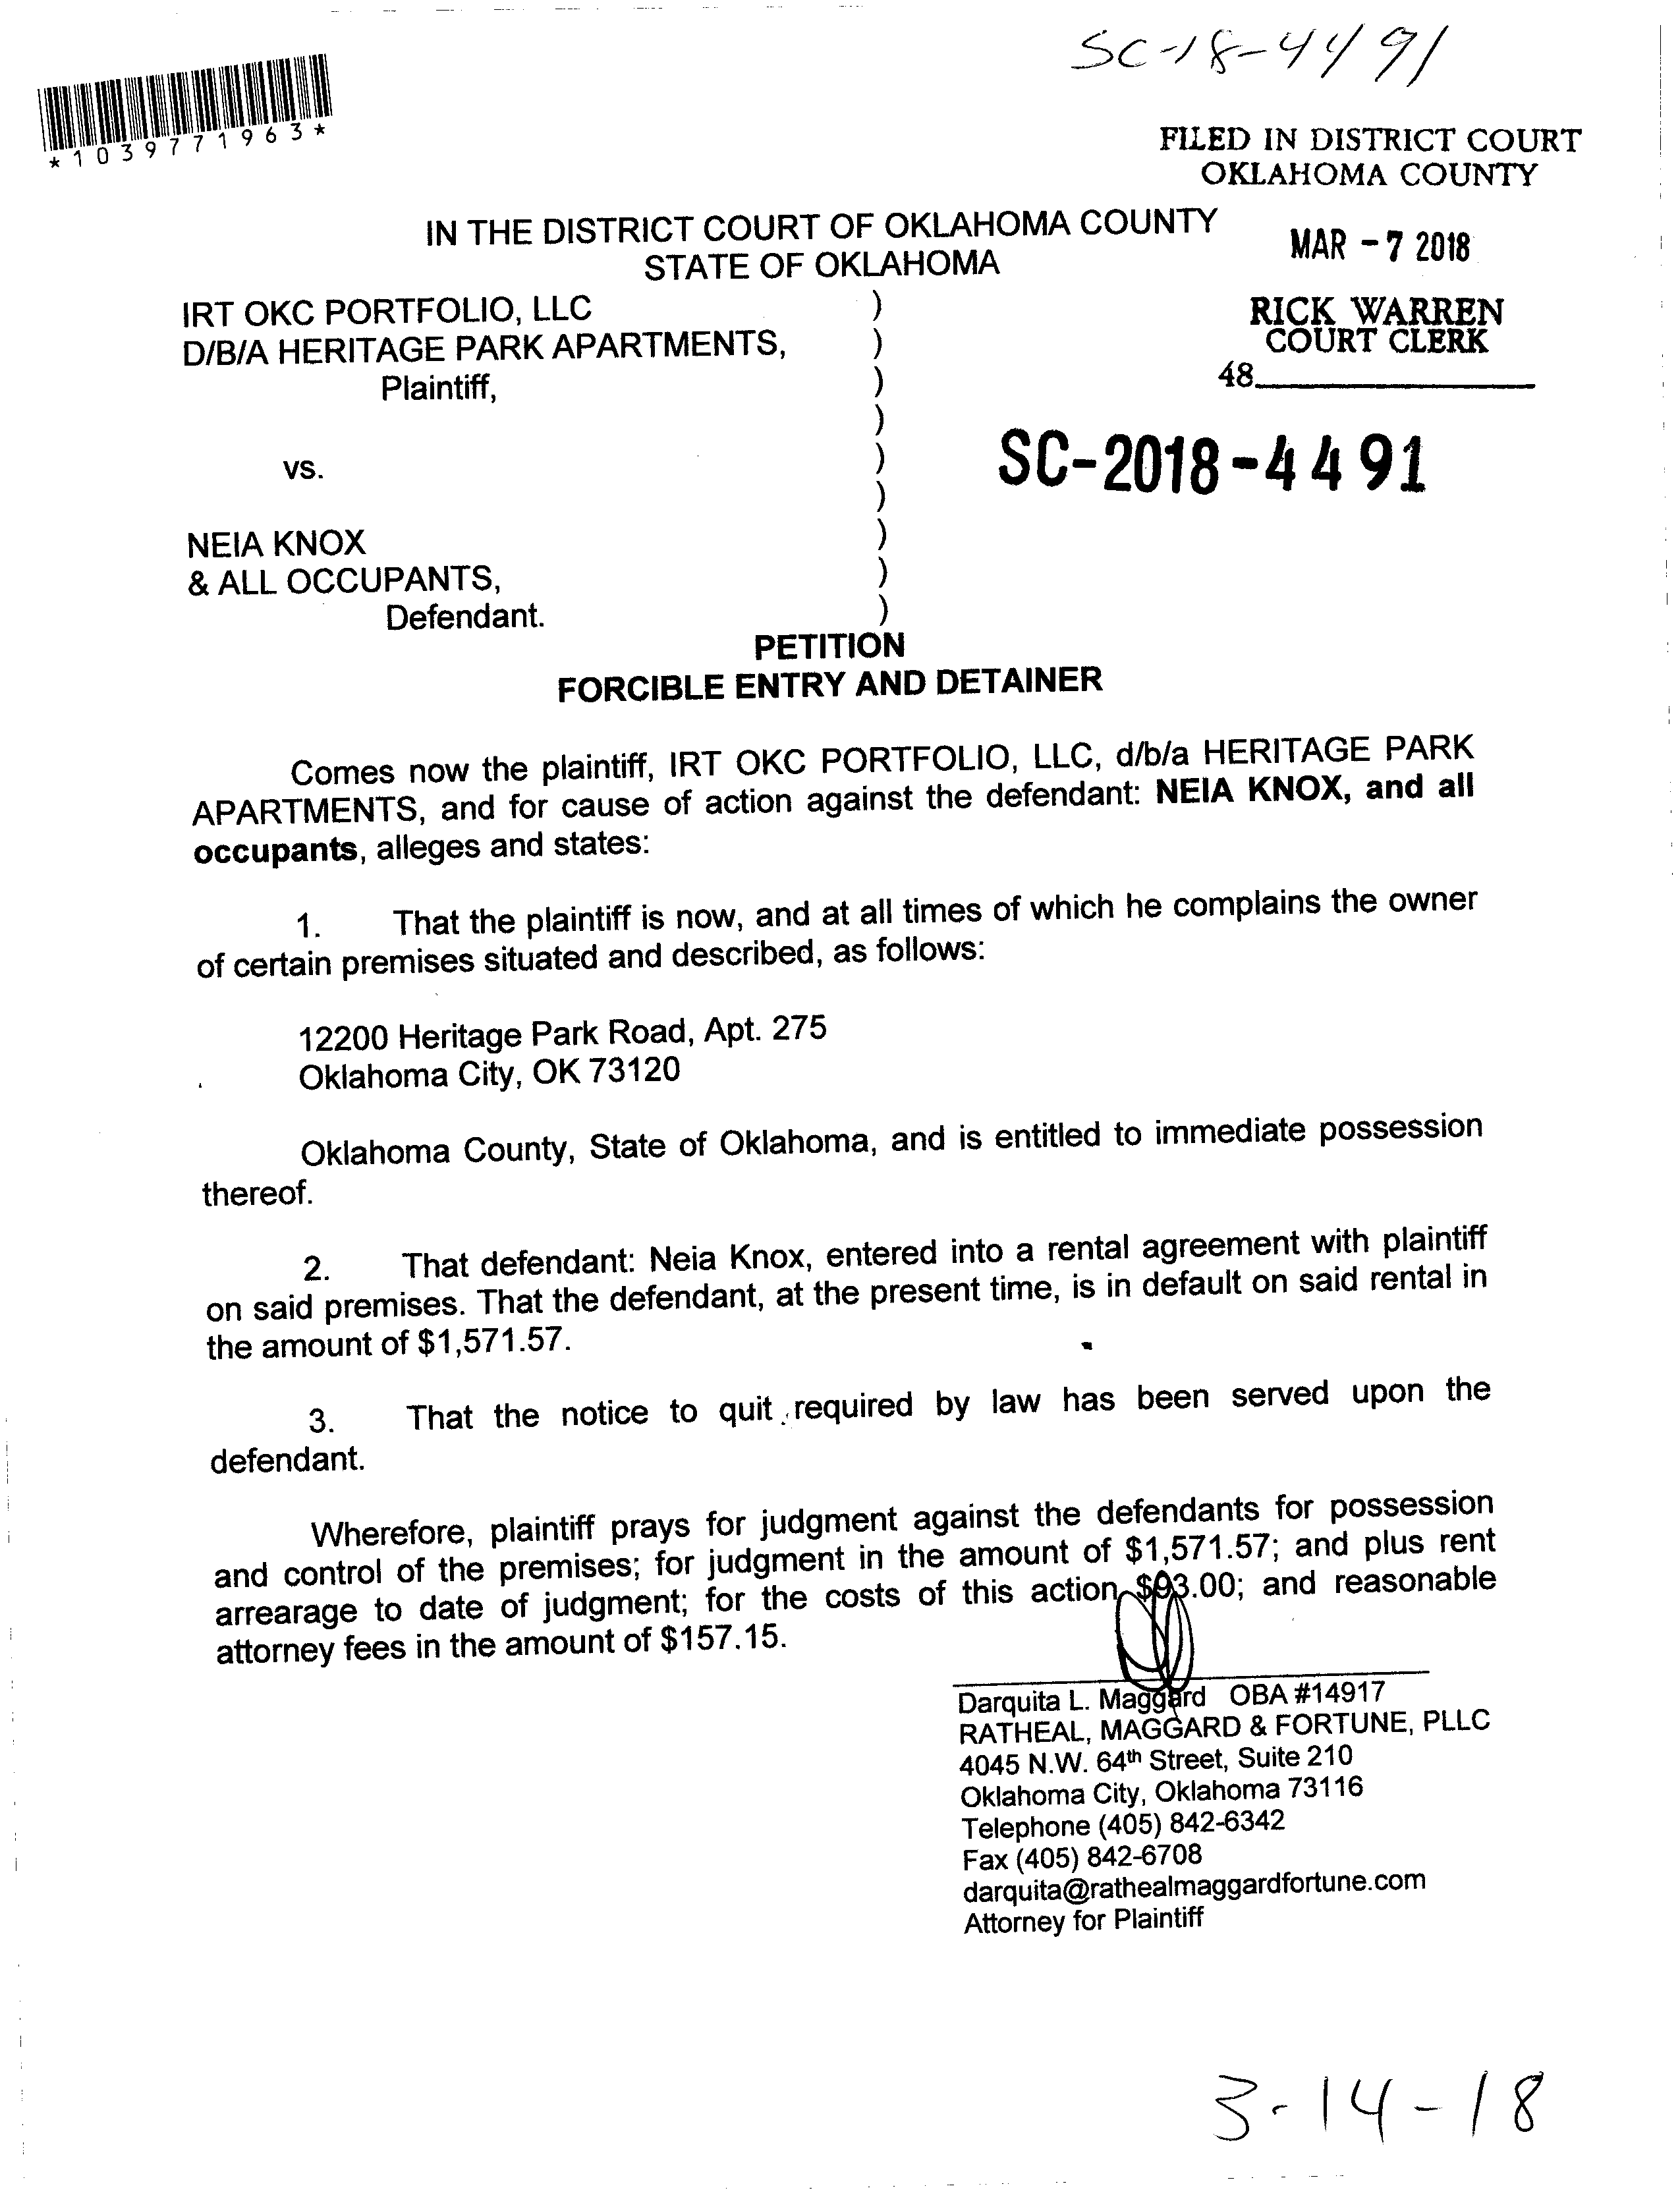 SC-18-4491
*1039771963*
FILED IN DISTRICT COURT
OKLAHOMA COUNTY
IN THE DISTRICT COURT OF OKLAHOMA COUNTY
STATE OF OKLAHOMA
MAR - 7 2018
IRT OKC PORTFOLIO, LLC )
D/B/A HERITAGE PARK APARTMENTS, )
Plaintiff, )
)
vs. )
)
NEIA KNOX )
& ALL OCCUPANTS, )
Defendant. )
RICK WARREN
COURT CLERK
48
SC-2018-4491
PETITION
FORCIBLE ENTRY AND DETAINER
Comes now the plaintiff, IRT OKC PORTFOLIO, LLC, d/b/a HERITAGE PARK
APARTMENTS, and for cause of action against the defendant: NEIA KNOX, and all
occupants, alleges and states:
1. That the plaintiff is now, and at all times of which he complains the owner
of certain premises situated and described, as follows:
12200 Heritage Park Road, Apt. 275
Oklahoma City, OK 73120
Oklahoma County, State of Oklahoma, and is entitled to immediate possession
thereof.
2. That defendant: Neia Knox, entered into a rental agreement with plaintiff
on said premises. That the defendant, at the present time, is in default on said rental in
the amount of $1,571.57.
3. That the notice to quit required by law has been served upon the
defendant.
Wherefore, plaintiff prays for judgment against the defendants for possession
and control of the premises; for judgment in the amount of $1,571.57; and plus rent
arrearage to date of judgment; for the costs of this action $93.00; and reasonable
attorney fees in the amount of $157.15.
Darquita L. Maggard OBA #14917
RATHEAL, MAGGARD & FORTUNE, PLLC
4045 N.W. 64th Street, Suite 210
Oklahoma City, Oklahoma 73116
Telephone (405) 842-6342
Fax (405) 842-6708
darquita@rathealmaggardfortune.com
Attorney for Plaintiff
3-14-18